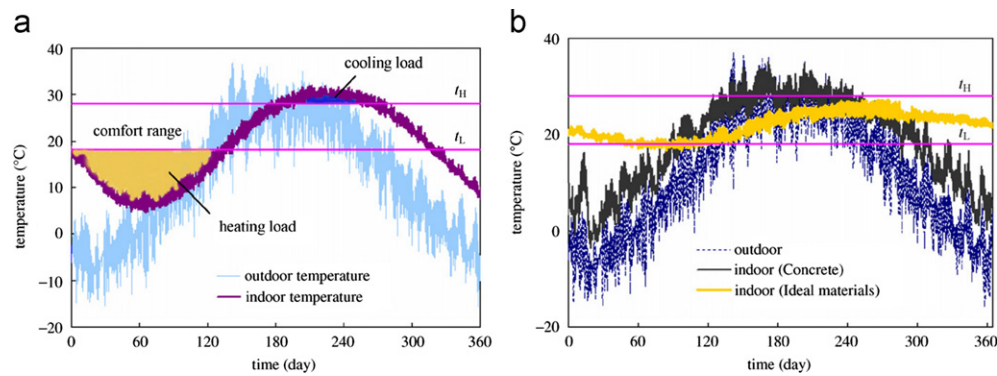 a
40
30
20
10
0
−10
−20
0
60
120
180
240
300
360
temperature (°C)
time (day)
cooling load
tH
comfort range
tL
heating load
outdoor temperature
indoor temperature
b
40
20
0
−20
0
60
120
180
240
300
360
temperature (°C)
time (day)
tH
tL
outdoor
indoor (Concrete)
indoor (Ideal materials)